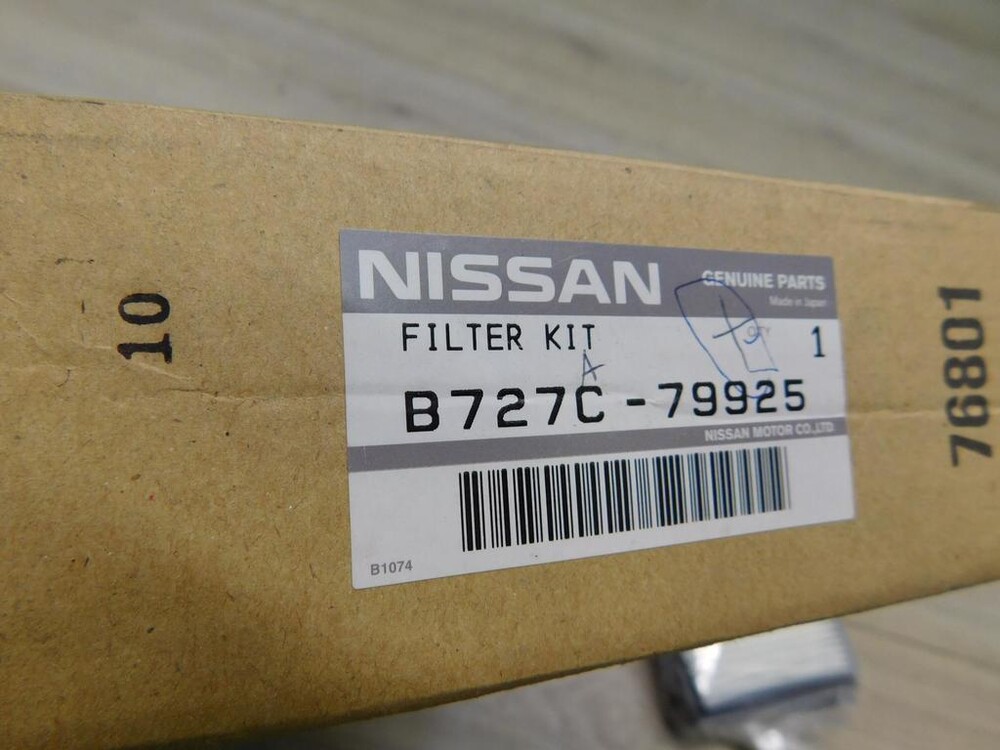 10
NISSAN
GENUINE PARTS
Made in Japan
FILTER KIT
1
A
B727C-79925
NISSAN MOTOR CO.,LTD.
B1074
76801